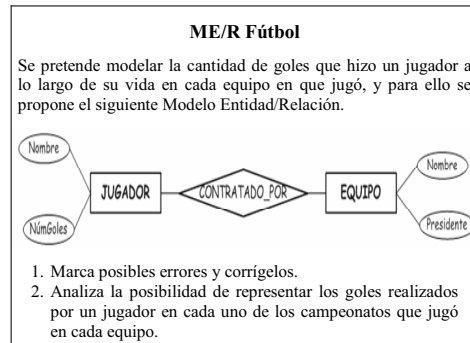 ME/R Fútbol
Se pretende modelar la cantidad de goles que hizo un jugador a
lo largo de su vida en cada equipo en que jugó, y para ello se
propone el siguiente Modelo Entidad/Relación.
Nombre
NúmGoles
JUGADOR
CONTRATADO_POR
EQUIPO
Nombre
Presidente
1. Marca posibles errores y corrígelos.
2. Analiza la posibilidad de representar los goles realizados
por un jugador en cada uno de los campeonatos que jugó
en cada equipo.